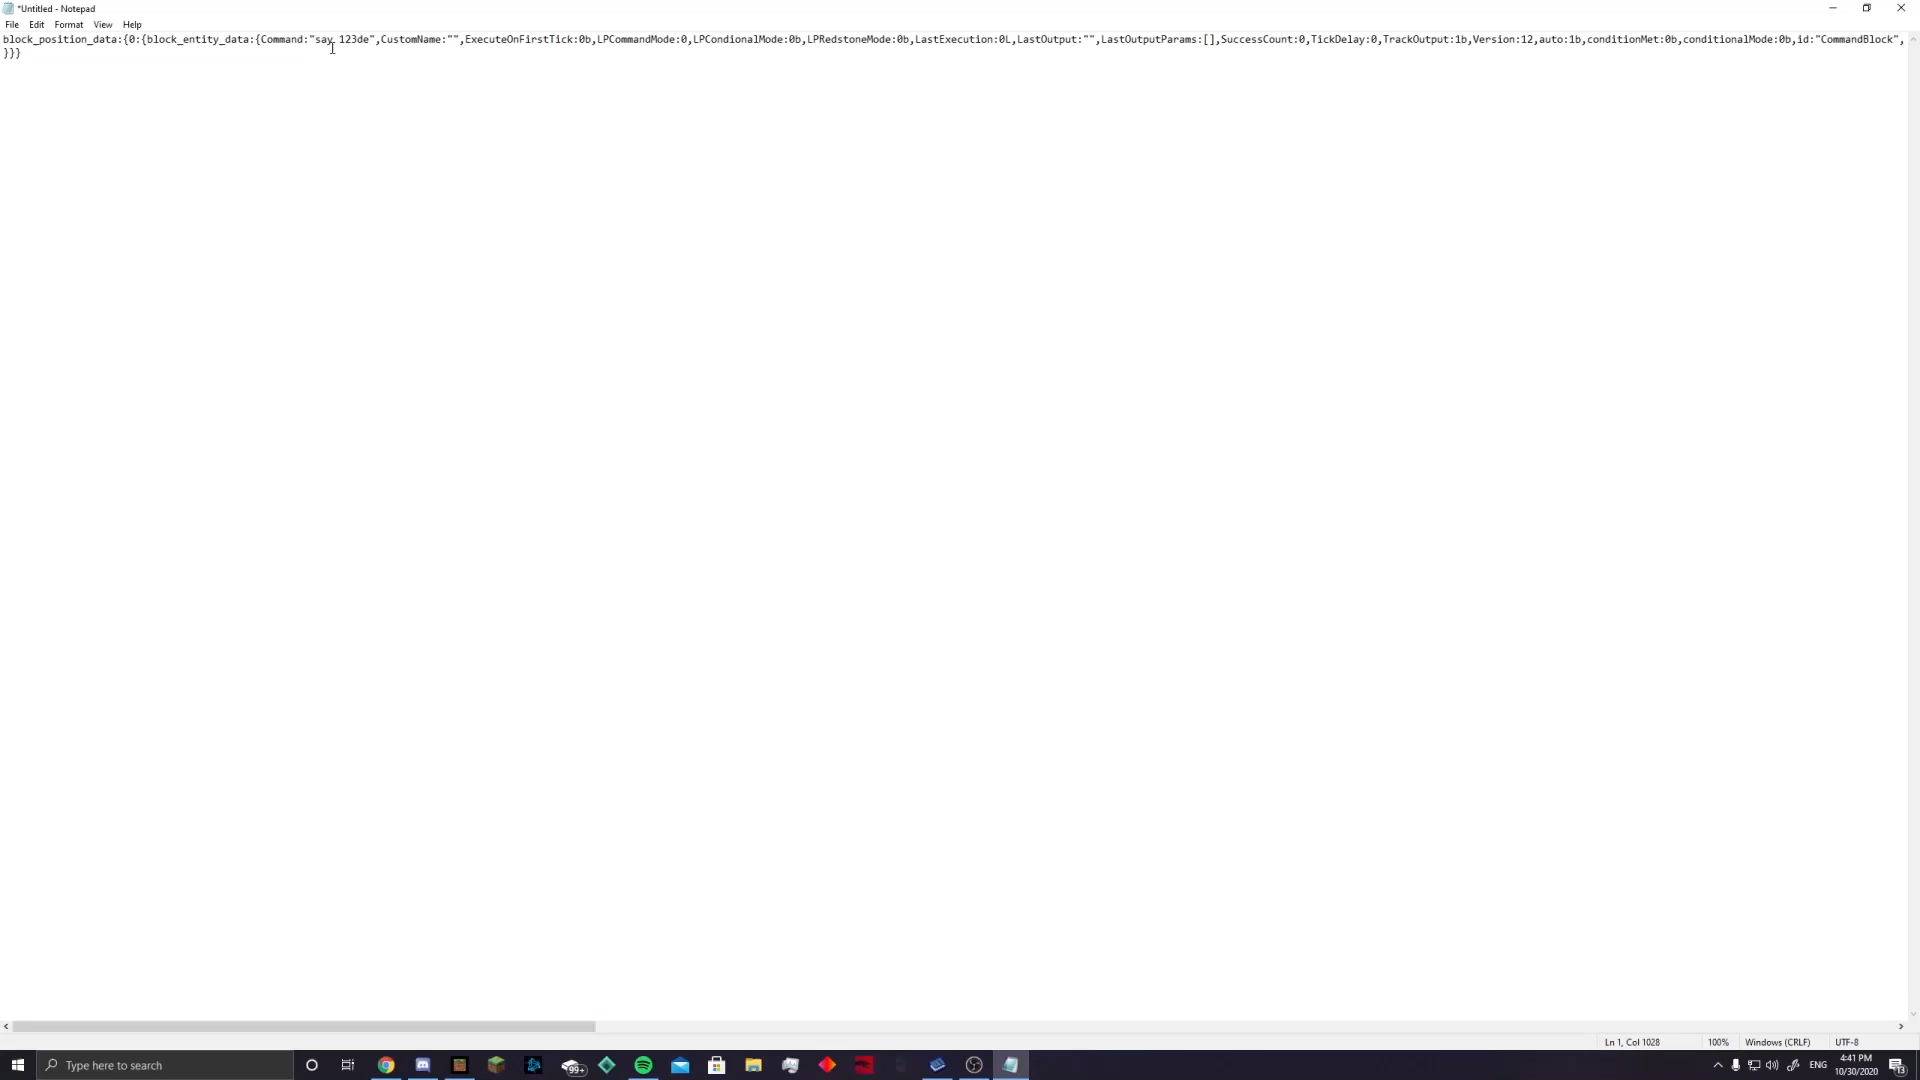 *Untitled - Notepad
File Edit Format View Help
block_position_data:{0:{block_entity_data:{Command:"say 123de",CustomName:"",ExecuteOnFirstTick:0b,LPCommandMode:0,LPCondionalMode:0b,LPRedstoneMode:0b,LastExecution:0L,LastOutput:"",LastOutputParams:[],SuccessCount:0,TickDelay:0,TrackOutput:1b,Version:12,auto:1b,conditionMet:0b,conditionalMode:0b,id:"CommandBlock",
}}}
Ln 1, Col 1028 100% Windows (CRLF) UTF-8
Type here to search 99+ ENG 4:41 PM
10/30/2020 13